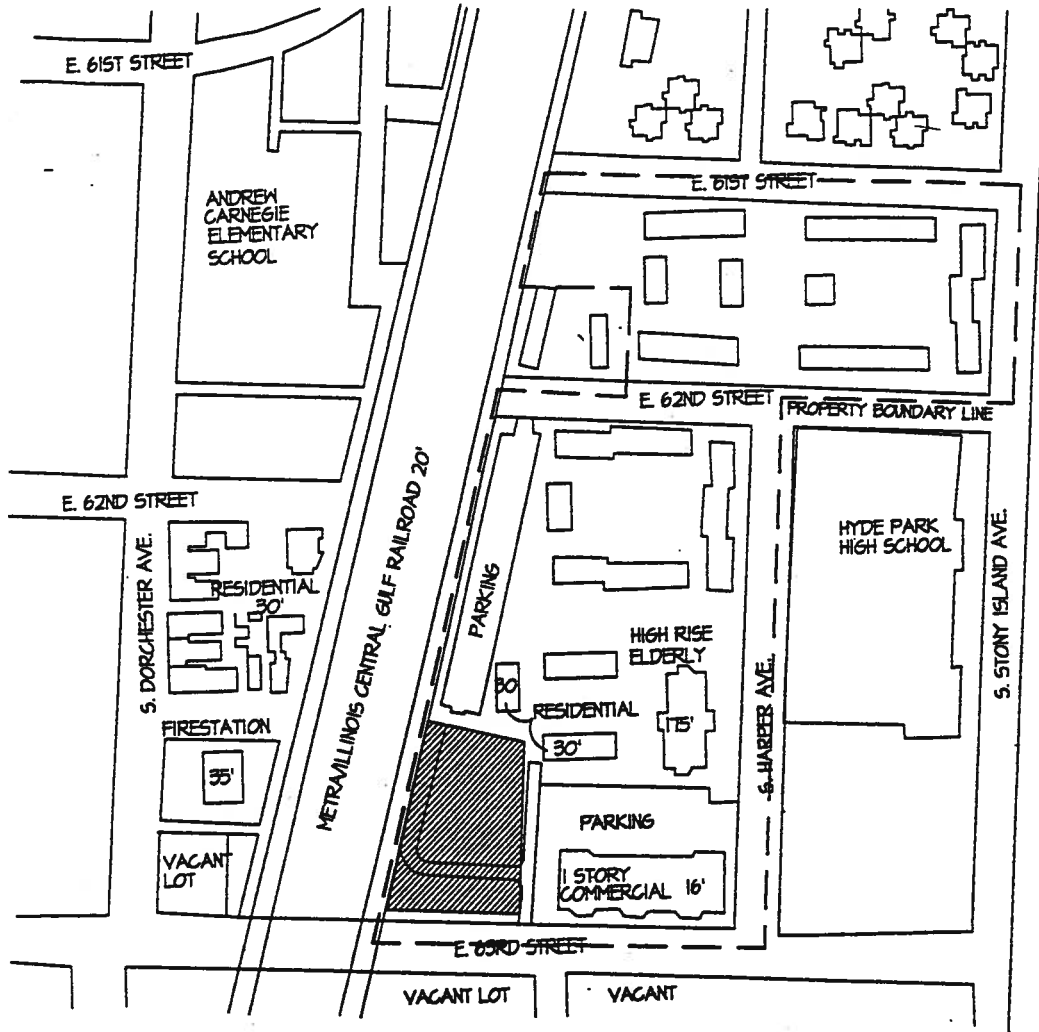 E. 61ST STREET
ANDREW
CARNEGIE
ELEMENTARY
SCHOOL
E. 61ST STREET
E. 62ND STREET
PROPERTY BOUNDARY LINE
E. 62ND STREET
S. DORCHESTER AVE.
RESIDENTIAL
30'
METRA/ILLINOIS CENTRAL GULF RAILROAD 20'
PARKING
HYDE PARK
HIGH SCHOOL
S. STONY ISLAND AVE.
HIGH RISE
ELDERLY
30'
RESIDENTIAL
30'
175'
S. HARPER AVE.
FIRESTATION
35'
VACANT
LOT
PARKING
1 STORY
COMMERCIAL 16'
E. 63RD STREET
VACANT LOT
VACANT